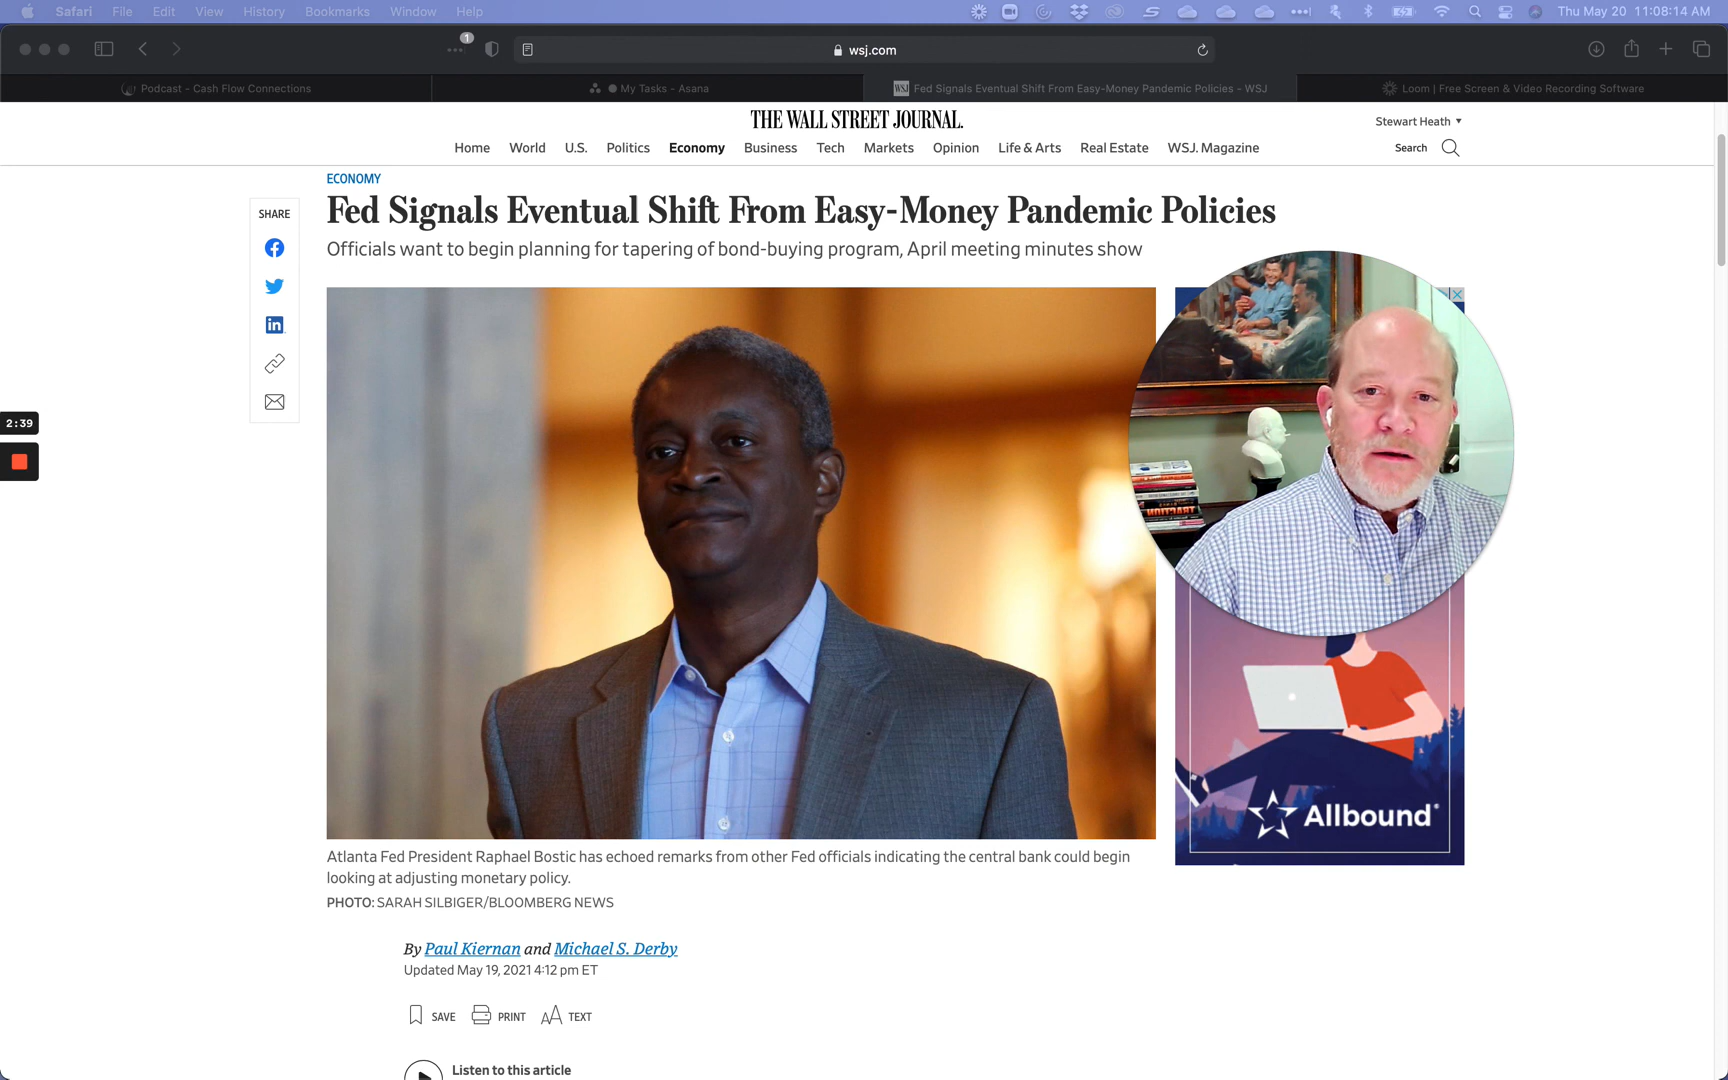 Safari File Edit View History Bookmarks Window Help Thu May 20 11:08:14 AM
1
wsj.com
Podcast - Cash Flow Connections
My Tasks - Asana
WSJ Fed Signals Eventual Shift From Easy-Money Pandemic Policies - WSJ
Loom | Free Screen & Video Recording Software
THE WALL STREET JOURNAL.
Stewart Heath
Home World U.S. Politics Economy Business Tech Markets Opinion Life & Arts Real Estate WSJ. Magazine
Search
ECONOMY
Fed Signals Eventual Shift From Easy-Money Pandemic Policies
Officials want to begin planning for tapering of bond-buying program, April meeting minutes show
SHARE
2:39
TRACTION
Allbound®
Atlanta Fed President Raphael Bostic has echoed remarks from other Fed officials indicating the central bank could begin
looking at adjusting monetary policy.
PHOTO: SARAH SILBIGER/BLOOMBERG NEWS
By Paul Kiernan and Michael S. Derby
Updated May 19, 2021 4:12 pm ET
SAVE PRINT AA TEXT
Listen to this article